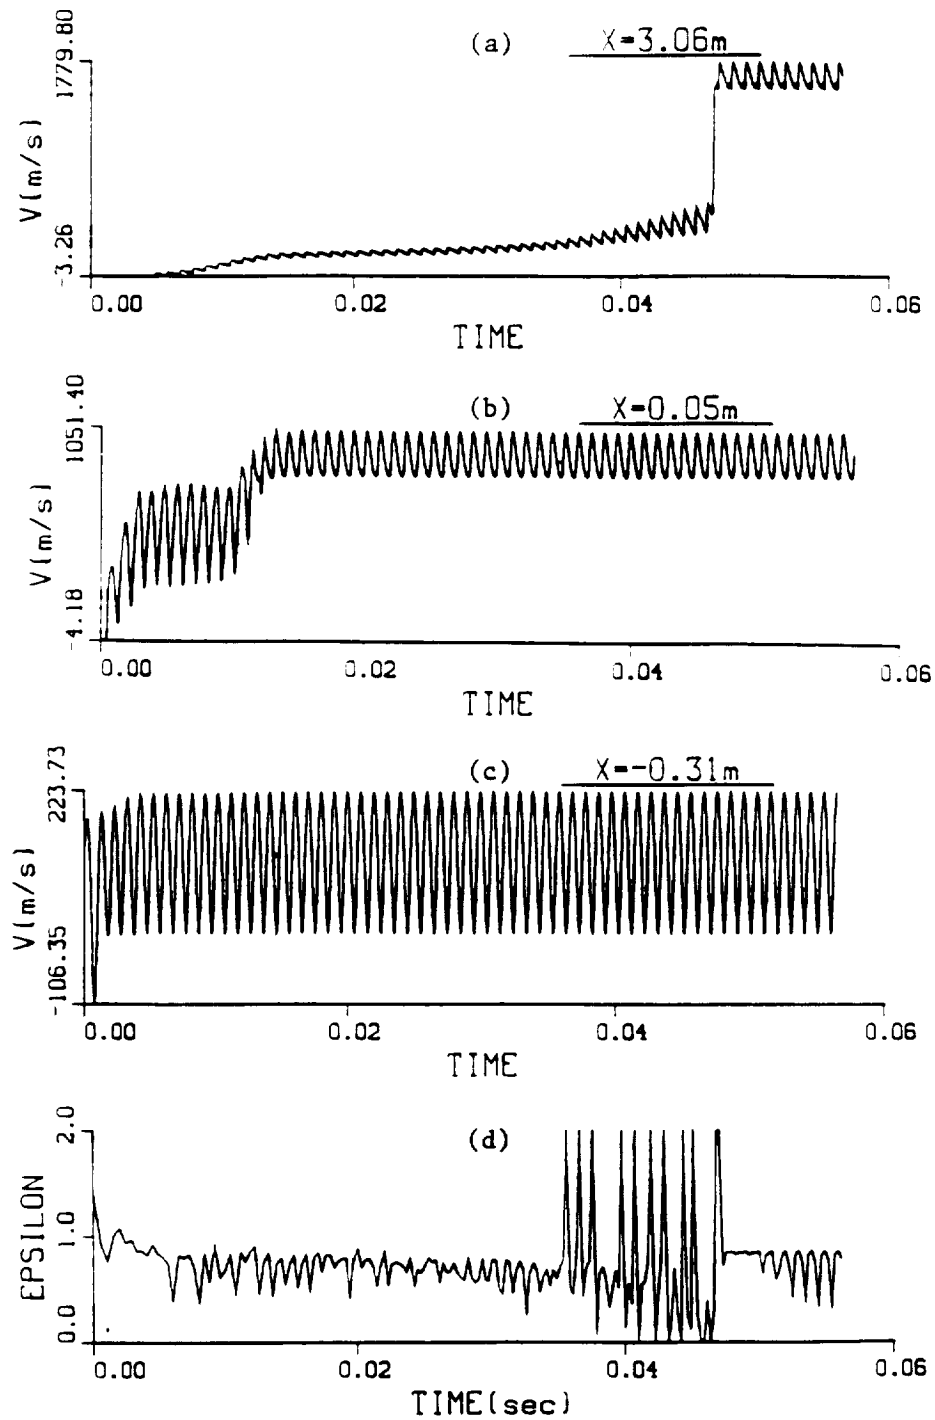 (a)
X=3.06m
1779.80
V(m/s)
-3.26
0.00
0.02
0.04
0.06
TIME
(b)
X=0.05m
1051.40
V(m/s)
-4.18
0.00
0.02
0.04
0.06
TIME
(c)
X=-0.31m
223.73
V(m/s)
-106.35
0.00
0.02
0.04
0.06
TIME
(d)
2.0
1.0
0.0
EPSILON
0.00
0.02
0.04
0.06
TIME(sec)